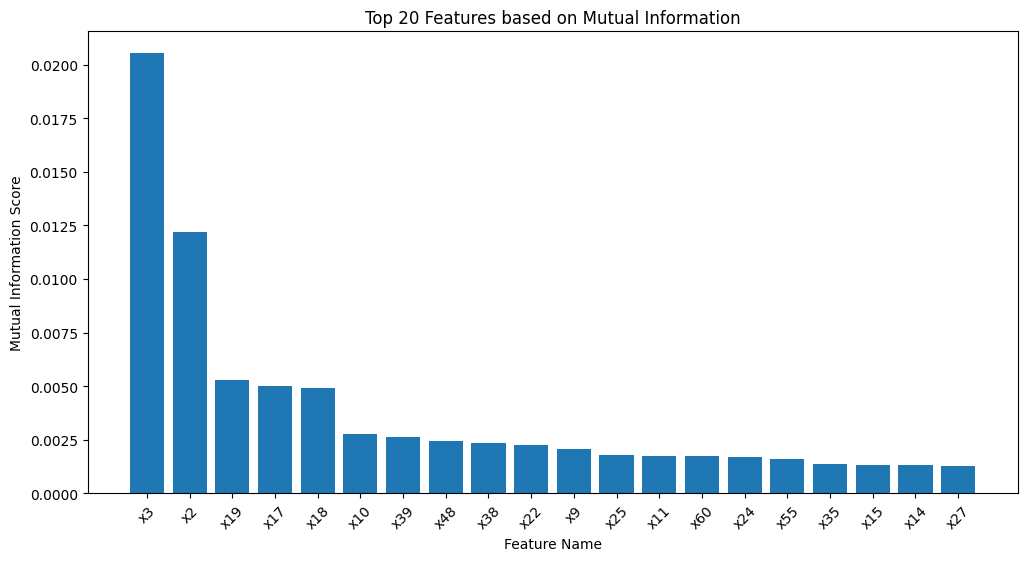 Top 20 Features based on Mutual Information
Mutual Information Score
0.0200
0.0175
0.0150
0.0125
0.0100
0.0075
0.0050
0.0025
0.0000
x3 x2 x19 x17 x18 x10 x39 x48 x38 x22 x9 x25 x11 x60 x24 x55 x35 x15 x14 x27
Feature Name